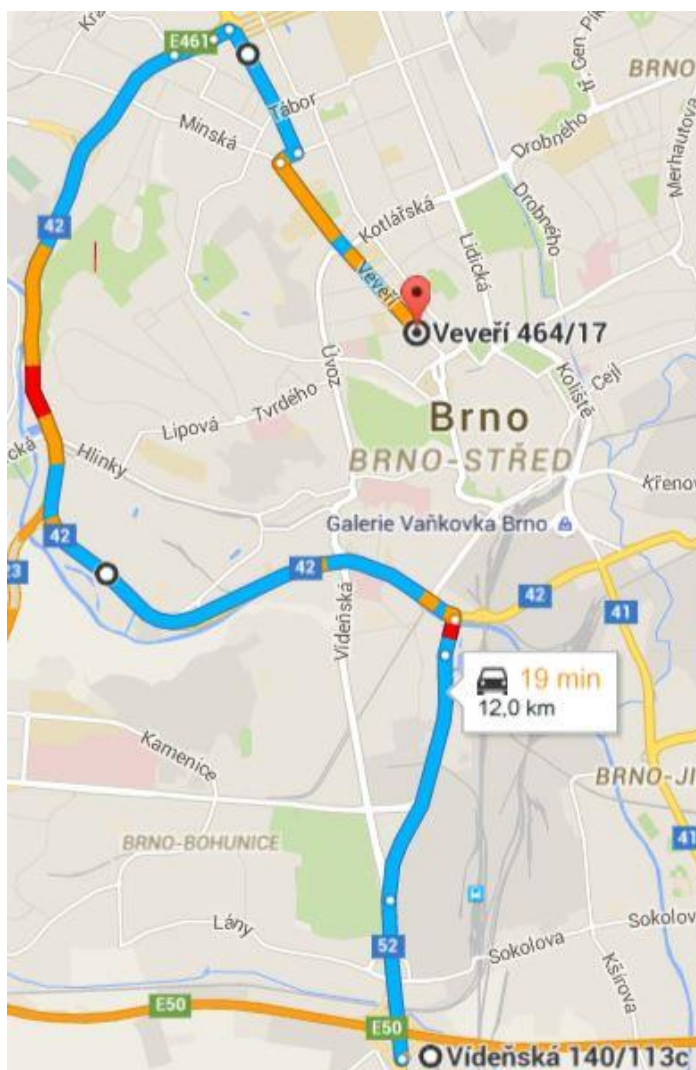 E461
BRNO
Tábor
Minská
Drobného
Drobného
Merhautova
42
Kotlářská
Lidická
Veveří
Veveří 464/17
Úvoz
Koliště
Cejl
Tvrdého
Lipová
Brno
Hlinky
BRNO-STŘED
Křenov
Galerie Vaňkovka Brno
42
42
42
41
Vídeňská
19 min
12,0 km
Kamenice
BRNO-JI
BRNO-BOHUNICE
41
Lány
52
Sokolova
Sokolo
Kšírova
E50
E50
Vídeňská 140/113c